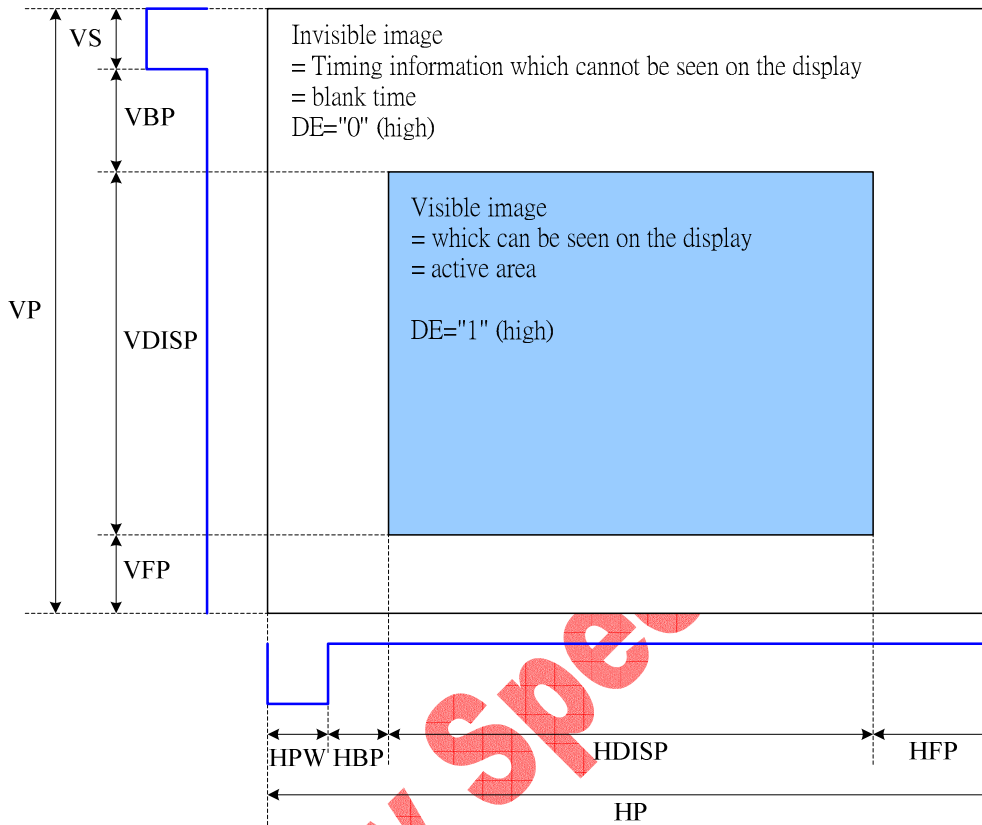 VS
Invisible image
= Timing information which cannot be seen on the display
= blank time
DE="0" (high)
VBP
Visible image
= whick can be seen on the display
= active area
DE="1" (high)
VP
VDISP
VFP
HPW
HBP
HDISP
HFP
HP